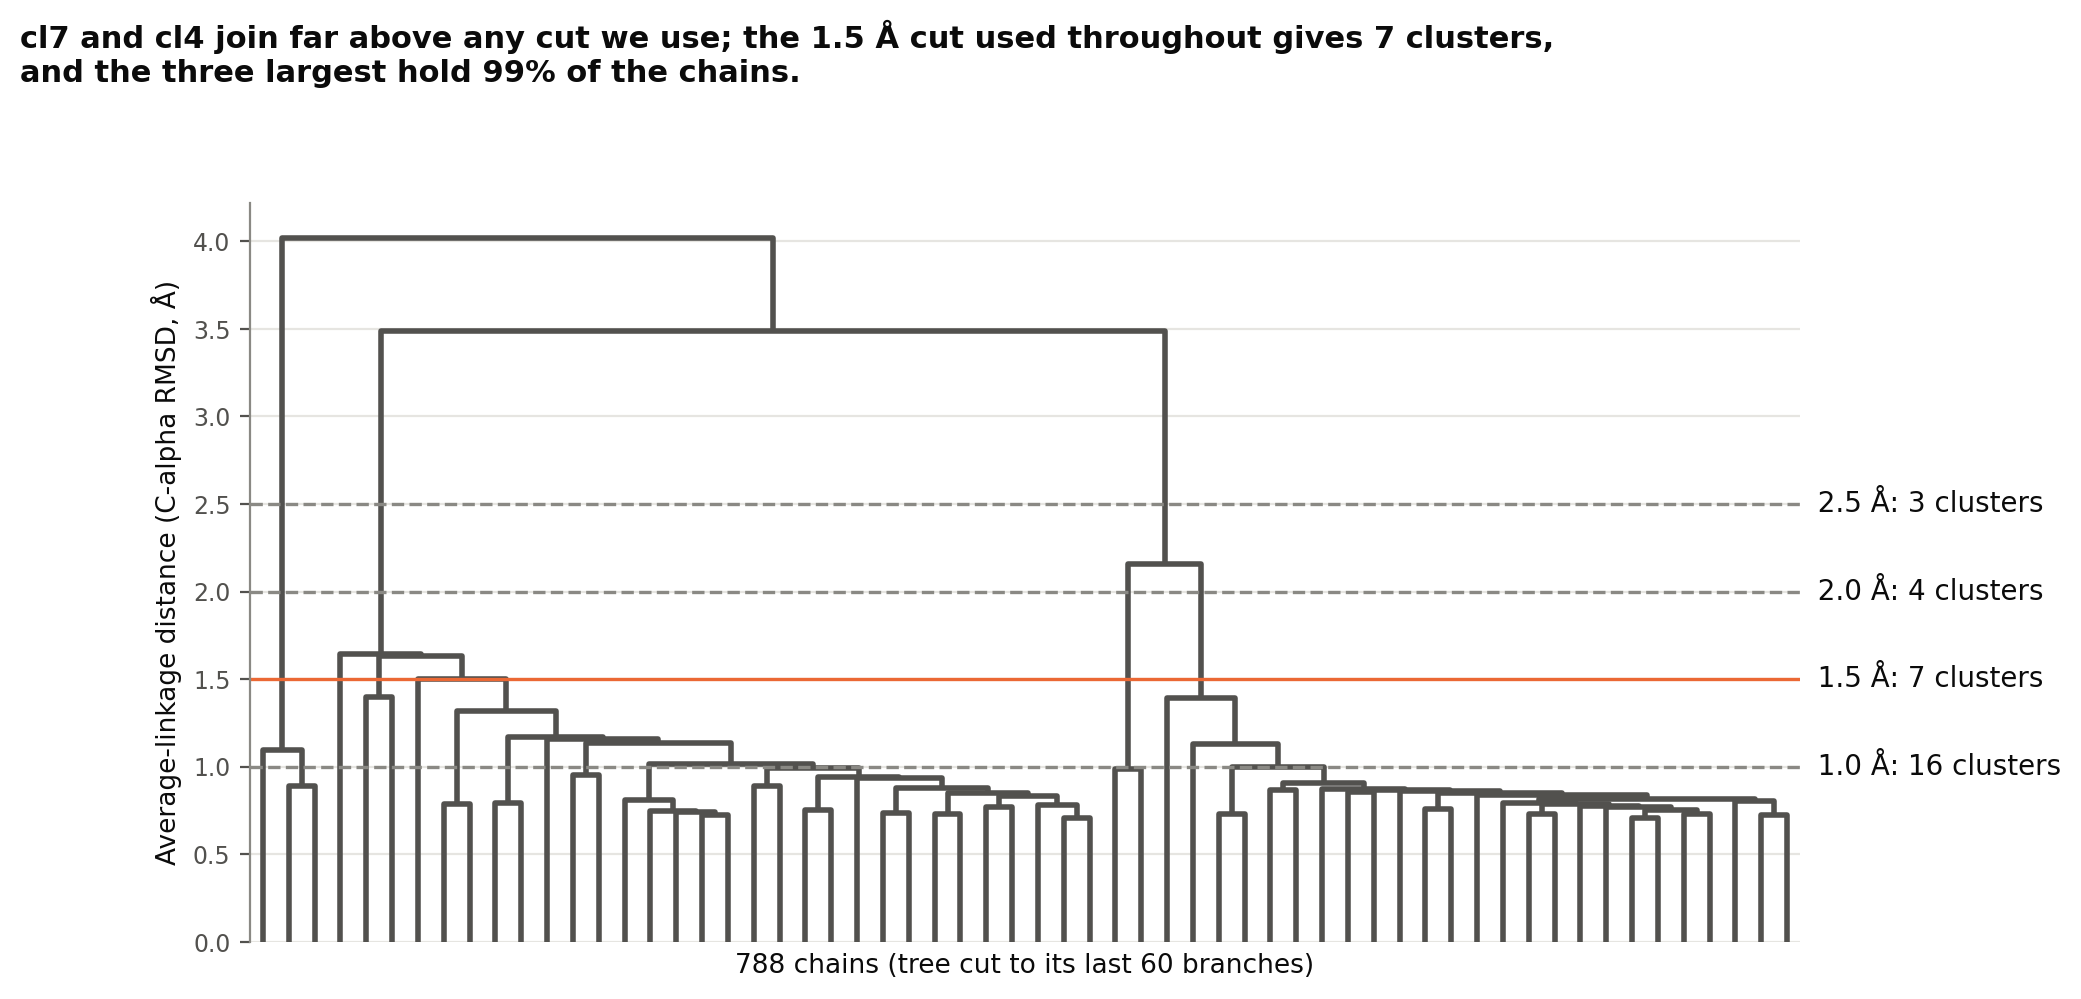 cl7 and cl4 join far above any cut we use; the 1.5 Å cut used throughout gives 7 clusters,
and the three largest hold 99% of the chains.
4.0
3.5
3.0
2.5
2.0
1.5
1.0
0.5
0.0
Average-linkage distance (C-alpha RMSD, Å)
2.5 Å: 3 clusters
2.0 Å: 4 clusters
1.5 Å: 7 clusters
1.0 Å: 16 clusters
788 chains (tree cut to its last 60 branches)